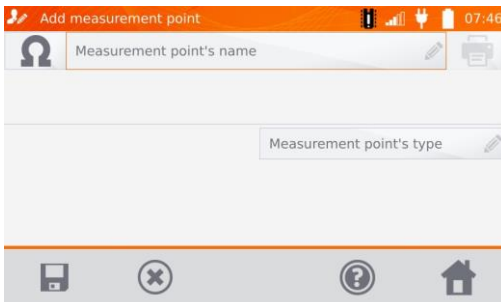 Add measurement point 07:46
Measurement point's name
Measurement point's type